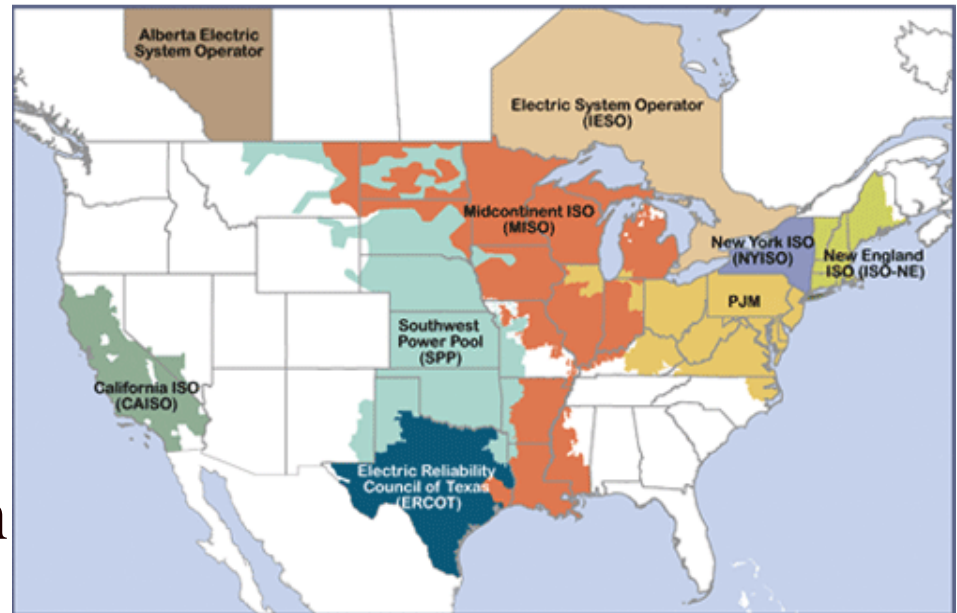 Alberta Electric
System Operator
Electric System Operator
(IESO)
Midcontinent ISO
(MISO)
New York ISO
(NYISO)
New England
ISO (ISO-NE)
PJM
Southwest
Power Pool
(SPP)
California ISO
(CAISO)
Electric Reliability
Council of Texas
(ERCOT)